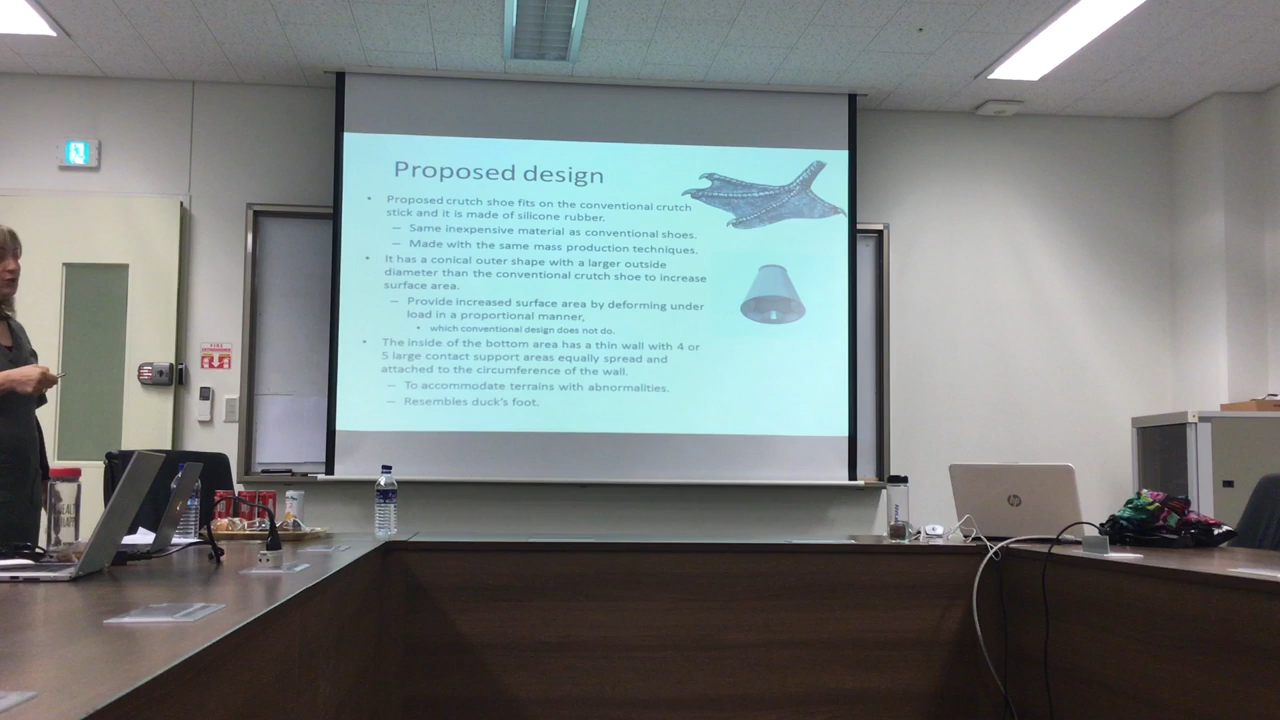 Proposed design
• Proposed crutch shoe fits on the conventional crutch
stick and it is made of silicone rubber.
– Same inexpensive material as conventional shoes.
– Made with the same mass production techniques.
• It has a conical outer shape with a larger outside
diameter than the conventional crutch shoe to increase
surface area.
– Provide increased surface area by deforming under
load in a proportional manner,
• which conventional design does not do.
• The inside of the bottom area has a thin wall with 4 or
5 large contact support areas equally spread and
attached to the circumference of the wall.
– To accommodate terrains with abnormalities.
– Resembles duck's foot.
FIRE
hp